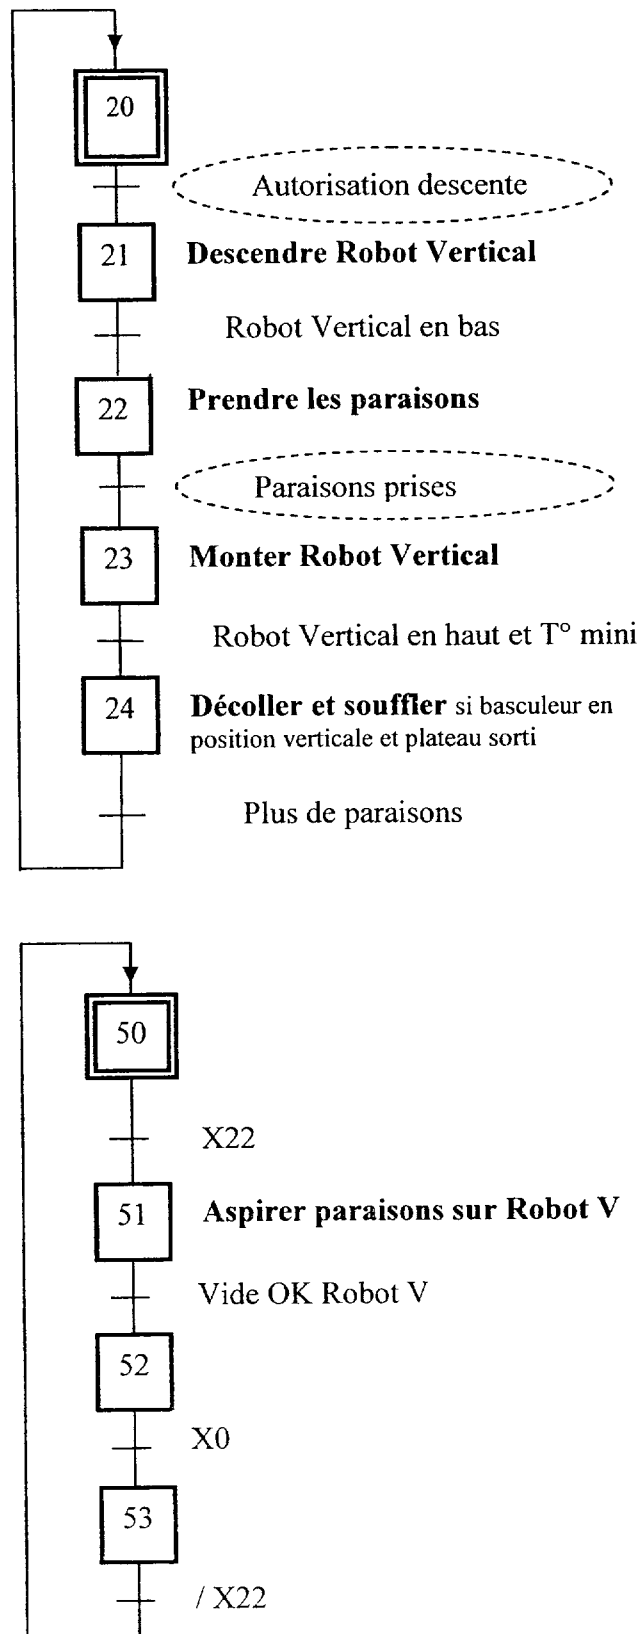 20
Autorisation descente
21 Descendre Robot Vertical
Robot Vertical en bas
22 Prendre les paraisons
Paraisons prises
23 Monter Robot Vertical
Robot Vertical en haut et T° mini
24 Décoller et souffler si basculeur en
position verticale et plateau sorti
Plus de paraisons
50
X22
51 Aspirer paraisons sur Robot V
Vide OK Robot V
52
X0
53
/ X22